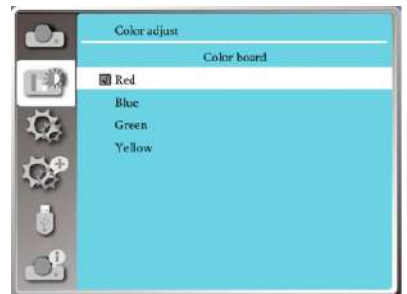 Color adjust
Color board
Red
Blue
Green
Yellow